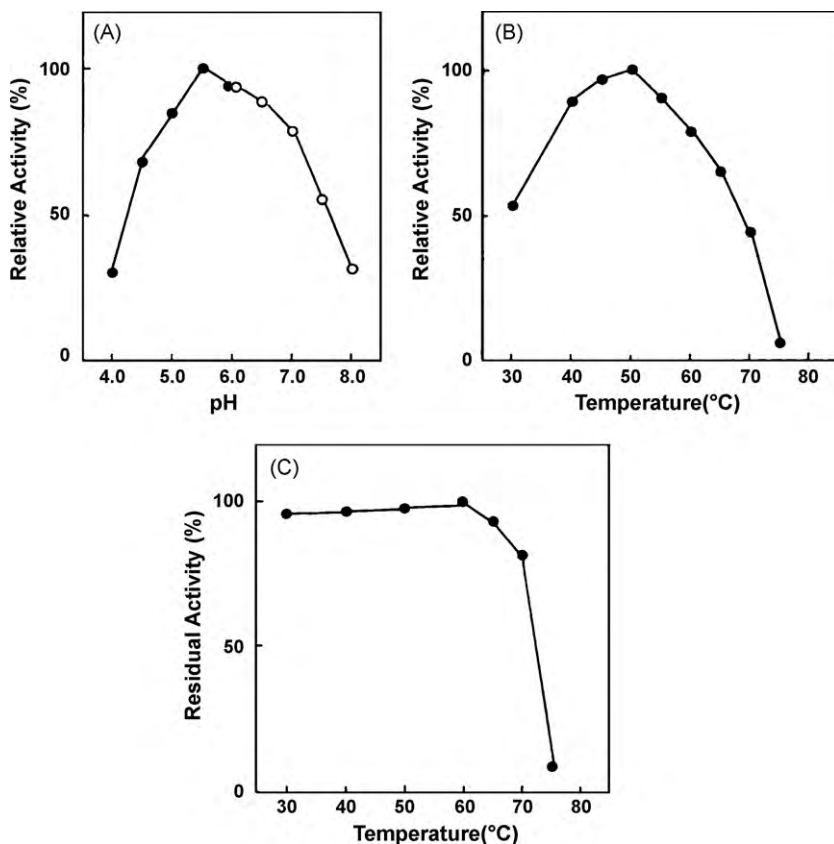 (A)
Relative Activity (%)
100
50
0
4.0 5.0 6.0 7.0 8.0
pH
(B)
Relative Activity (%)
100
50
0
30 40 50 60 70 80
Temperature(°C)
(C)
Residual Activity (%)
100
50
0
30 40 50 60 70 80
Temperature(°C)